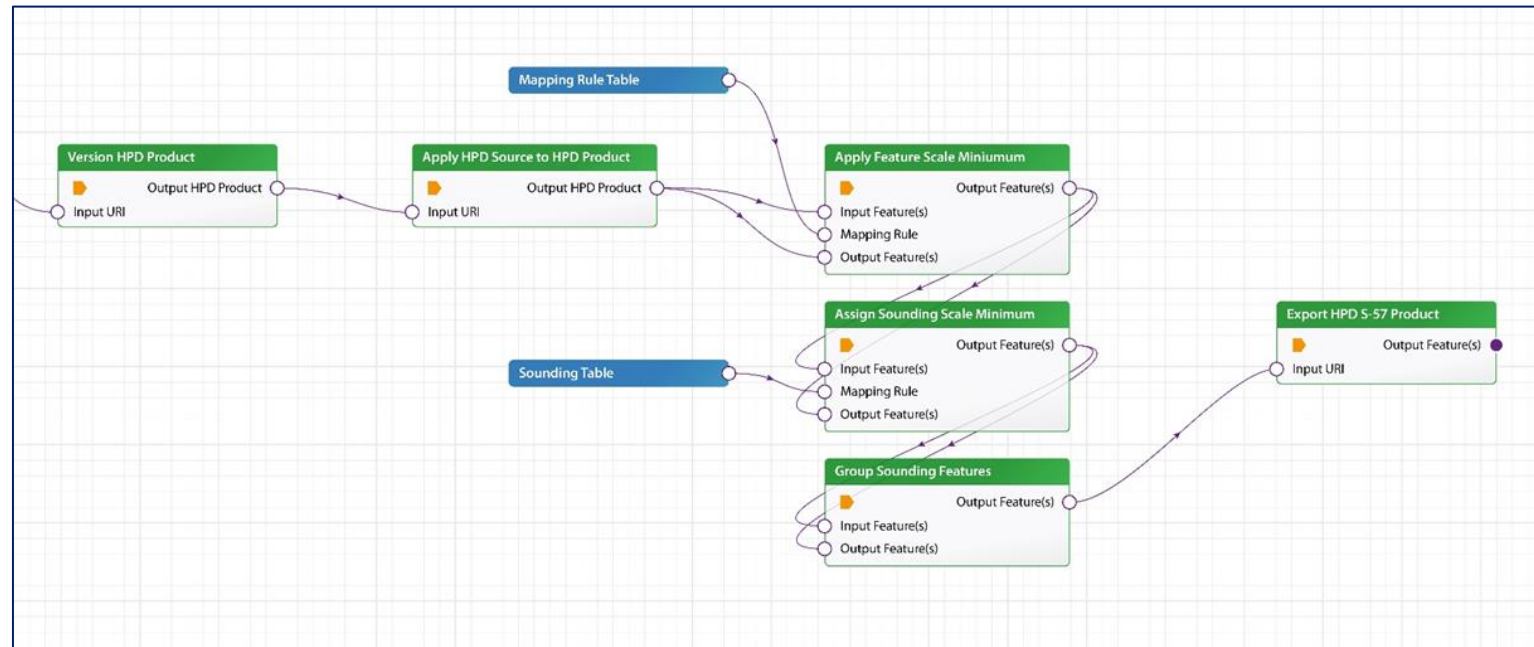 Mapping Rule Table
Version HPD Product
Output HPD Product
Input URI
Apply HPD Source to HPD Product
Output HPD Product
Input URI
Apply Feature Scale Miniumum
Output Feature(s)
Input Feature(s)
Mapping Rule
Output Feature(s)
Sounding Table
Assign Sounding Scale Minimum
Output Feature(s)
Input Feature(s)
Mapping Rule
Output Feature(s)
Group Sounding Features
Output Feature(s)
Input Feature(s)
Output Feature(s)
Export HPD S-57 Product
Output Feature(s)
Input URI